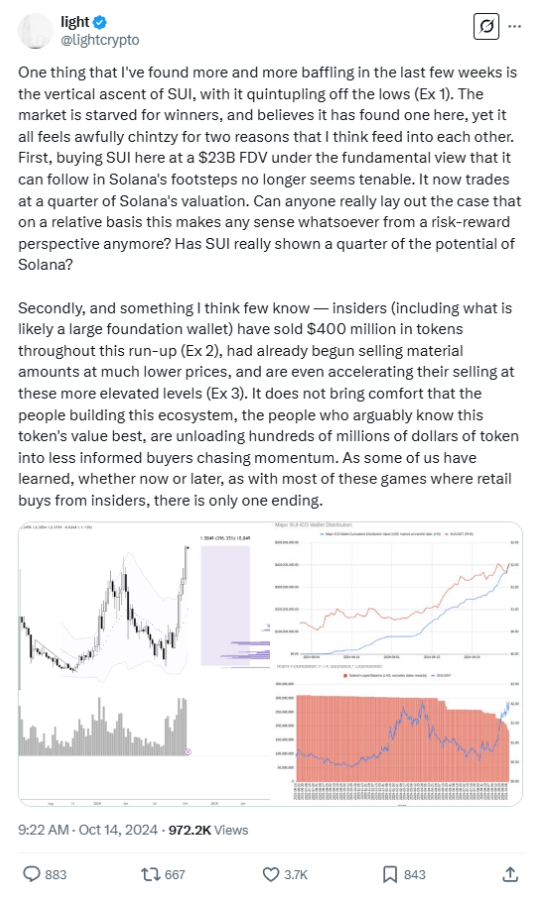 light
@lightcrypto
One thing that I've found more and more baffling in the last few weeks is
the vertical ascent of SUI, with it quintupling off the lows (Ex 1). The
market is starved for winners, and believes it has found one here, yet it
all feels awfully chintzy for two reasons that I think feed into each other.
First, buying SUI here at a $23B FDV under the fundamental view that it
can follow in Solana's footsteps no longer seems tenable. It now trades
at a quarter of Solana's valuation. Can anyone really lay out the case that
on a relative basis this makes any sense whatsoever from a risk-reward
perspective anymore? Has SUI really shown a quarter of the potential of
Solana?
Secondly, and something I think few know — insiders (including what is
likely a large foundation wallet) have sold $400 million in tokens
throughout this run-up (Ex 2), had already begun selling material
amounts at much lower prices, and are even accelerating their selling at
these more elevated levels (Ex 3). It does not bring comfort that the
people building this ecosystem, the people who arguably know this
token's value best, are unloading hundreds of millions of dollars of token
into less informed buyers chasing momentum. As some of us have
learned, whether now or later, as with most of these games where retail
buys from insiders, there is only one ending.
Major SUI ICO Wallet Distribution
9:22 AM · Oct 14, 2024 · 972.2K Views
883
667
3.7K
843